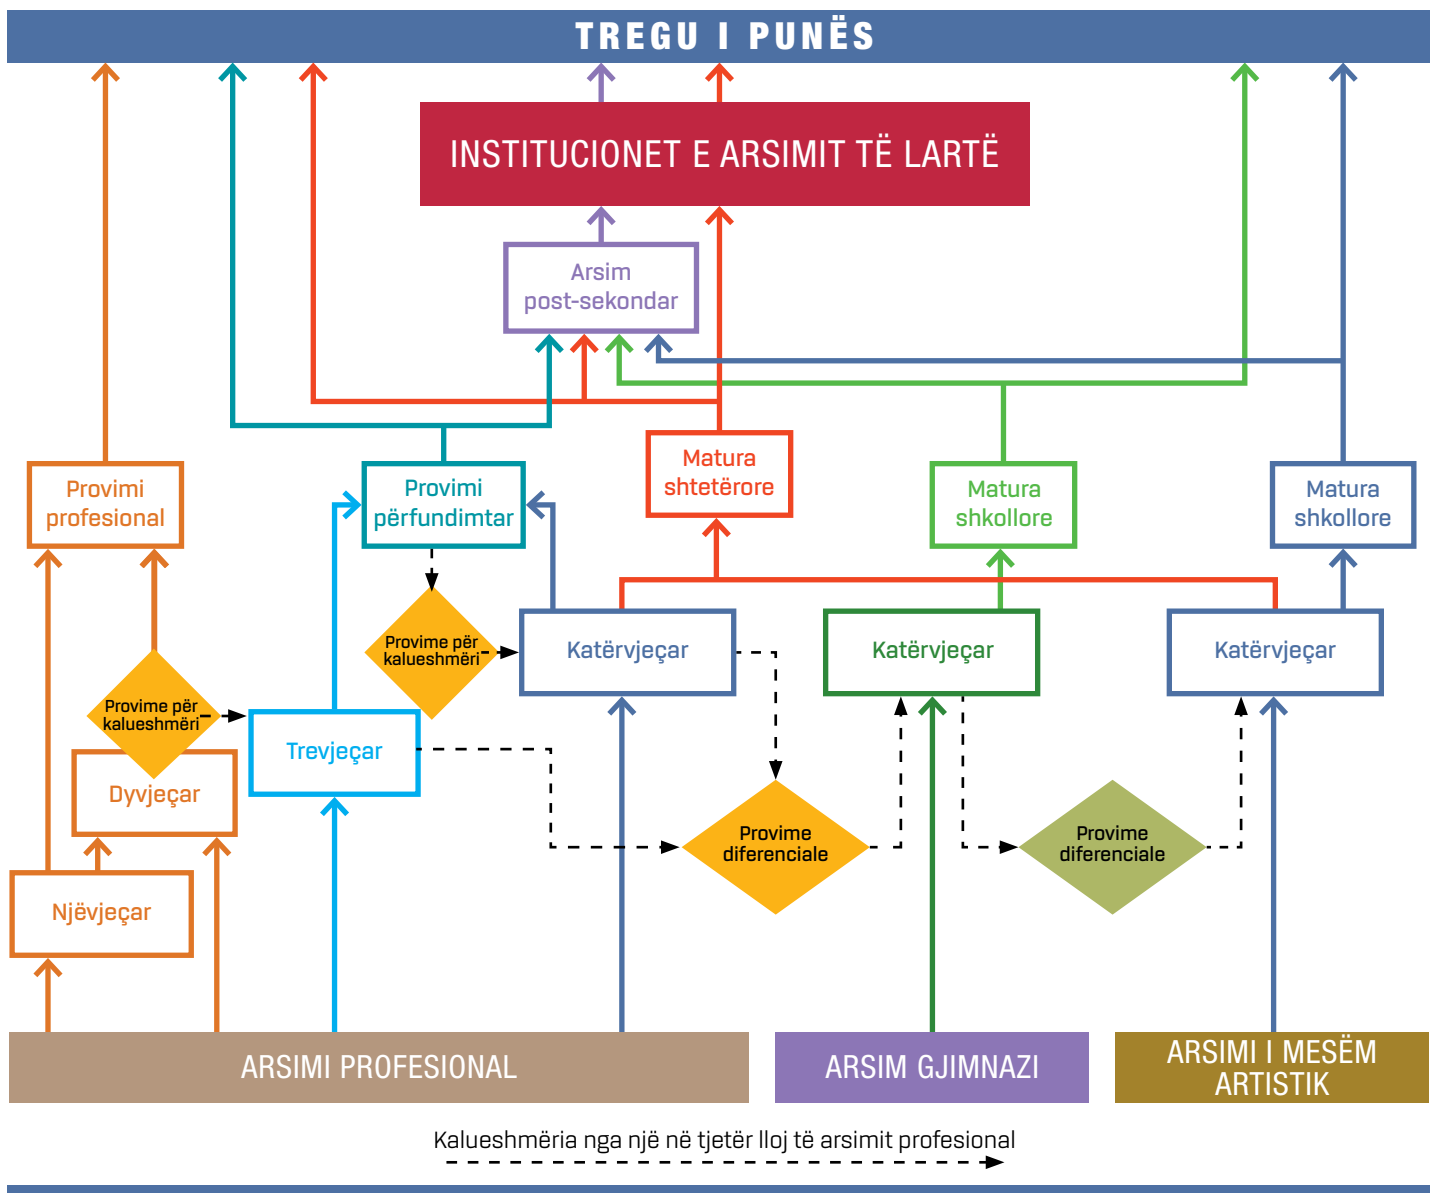 TREGU I PUNËS
INSTITUCIONET E ARSIMIT TË LARTË
Arsim
post-sekondar
Matura
shtetërore
Provimi
profesional
Provimi
përfundimtar
Matura
shkollore
Matura
shkollore
Provime për
kalueshmëri
Katërvjeçar
Katërvjeçar
Katërvjeçar
Provime për
kalueshmëri
Trevjeçar
Dyvjeçar
Provime
diferenciale
Provime
diferenciale
Njëvjeçar
ARSIMI PROFESIONAL
ARSIM GJIMNAZI
ARSIMI I MESËM
ARTISTIK
Kalueshmëria nga një në tjetër lloj të arsimit profesional